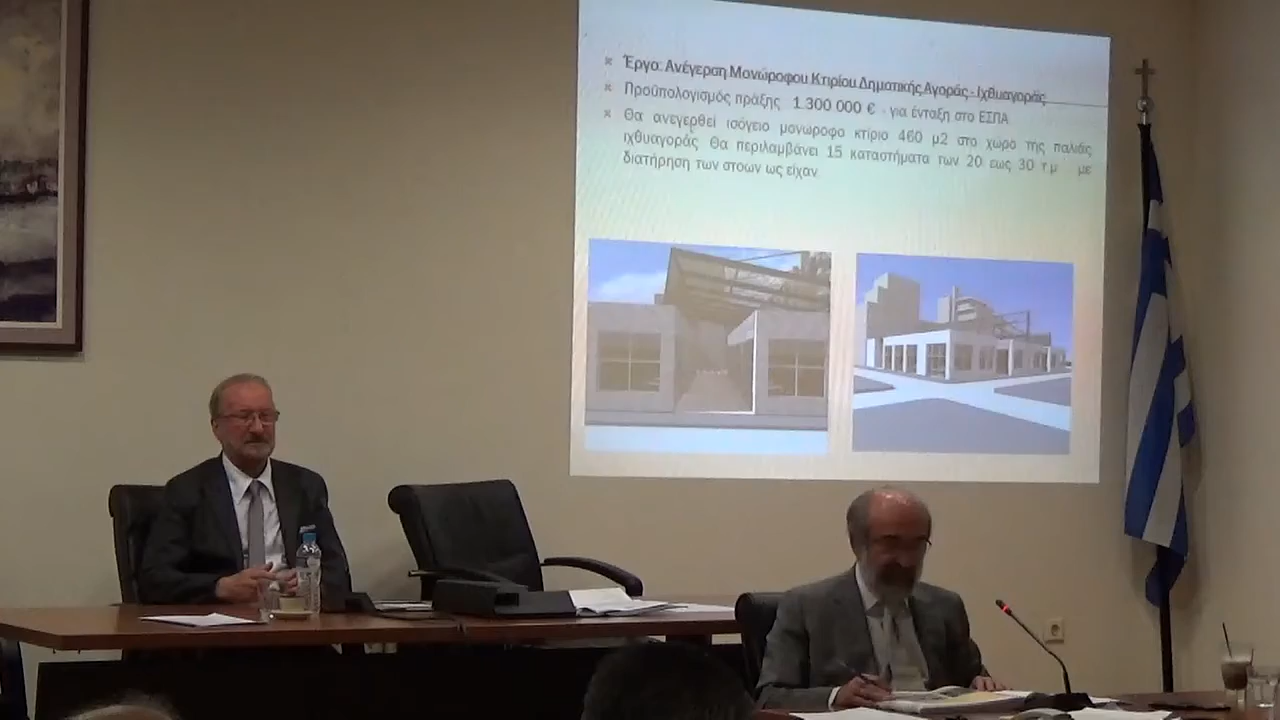 Έργο: Ανέγερση Μονώροφου Κτιρίου Δημοτικής Αγοράς - Ιχθυαγοράς
Προϋπολογισμός πράξης 1.300 000 € - για ένταξη στο ΕΣΠΑ
Θα ανεγερθεί ισόγειο μονώροφο κτίριο 460 μ2 στο χώρο της παλιάς
ιχθυαγοράς Θα περιλαμβάνει 15 καταστήματα των 20 εως 30 τ.μ με
διατήρηση των στοων ως είχαν